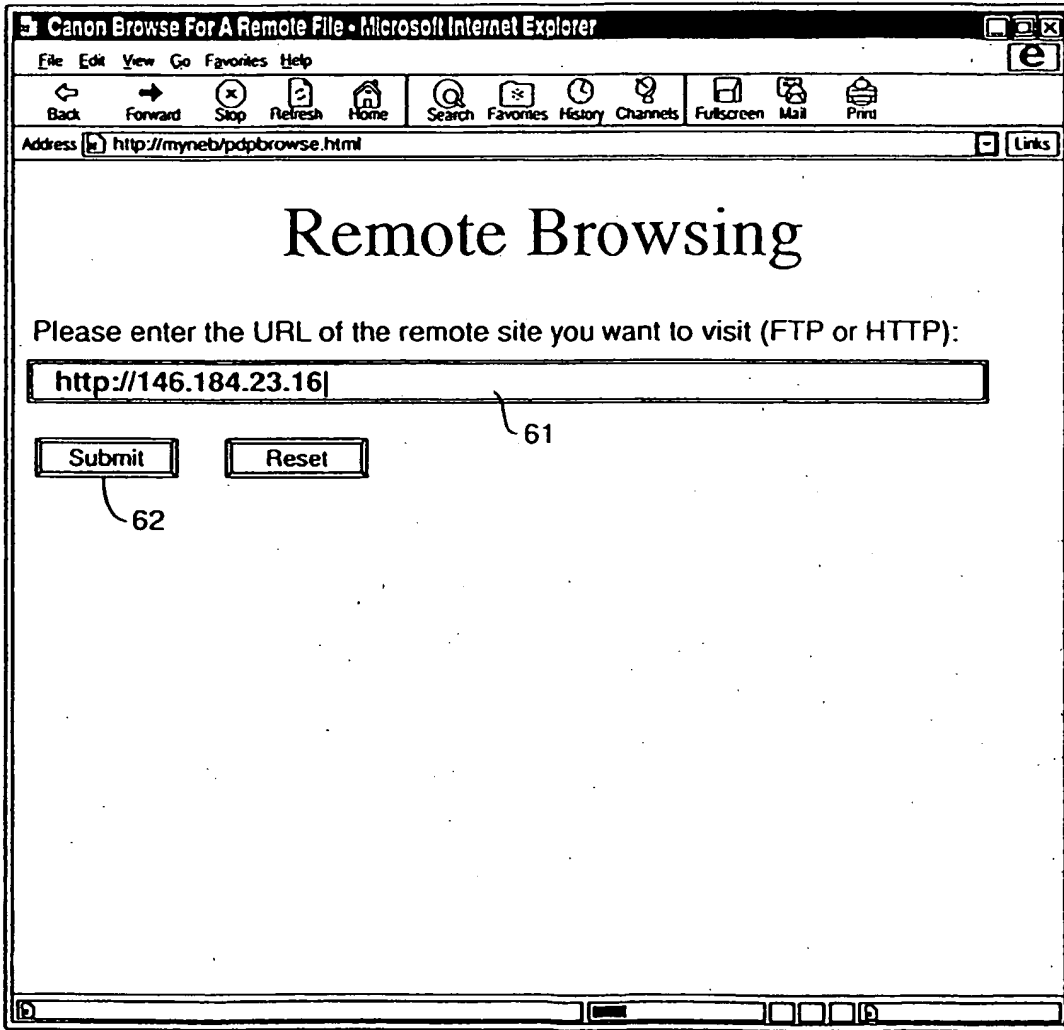 Canon Browse For A Remote File - Microsoft Internet Explorer
File Edit View Go Favorites Help
Back Forward Stop Refresh Home Search Favorites History Channels Fullscreen Mail Print
Address http://myneb/pdpbrowse.html Links
Remote Browsing
Please enter the URL of the remote site you want to visit (FTP or HTTP):
http://146.184.23.16
61
Submit Reset
62